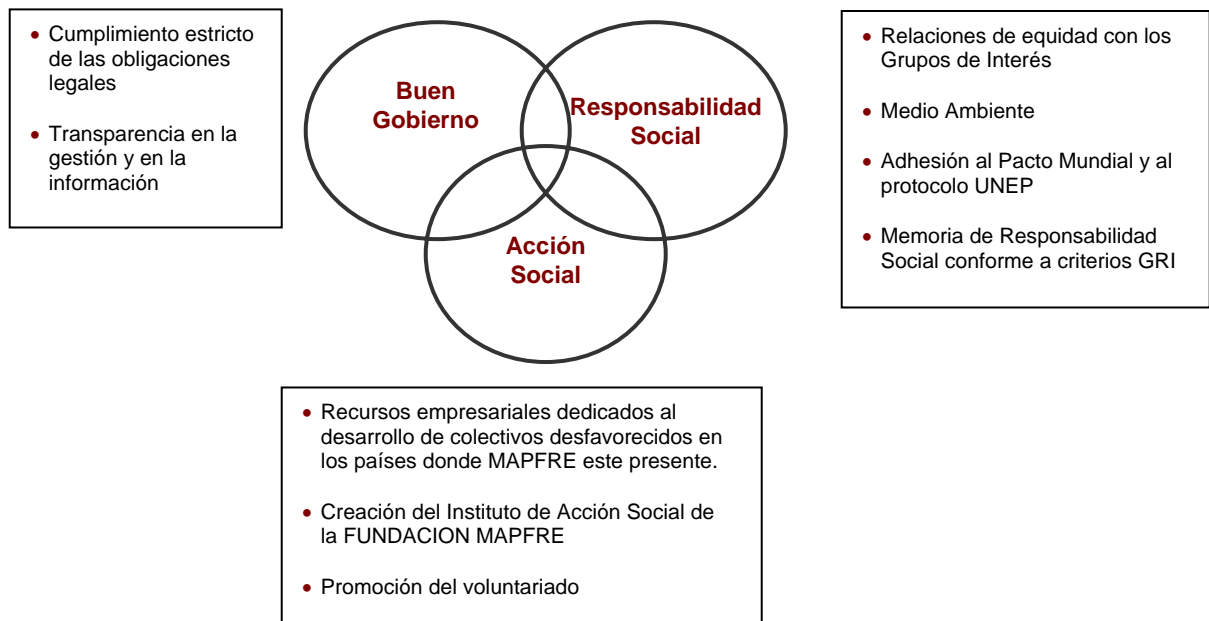 • Cumplimiento estricto
de las obligaciones
legales
• Transparencia en la
gestión y en la
información
Buen
Gobierno
Responsabilidad
Social
Acción
Social
• Relaciones de equidad con los
Grupos de Interés
• Medio Ambiente
• Adhesión al Pacto Mundial y al
protocolo UNEP
• Memoria de Responsabilidad
Social conforme a criterios GRI
• Recursos empresariales dedicados al
desarrollo de colectivos desfavorecidos en
los países donde MAPFRE este presente.
• Creación del Instituto de Acción Social de
la FUNDACION MAPFRE
• Promoción del voluntariado